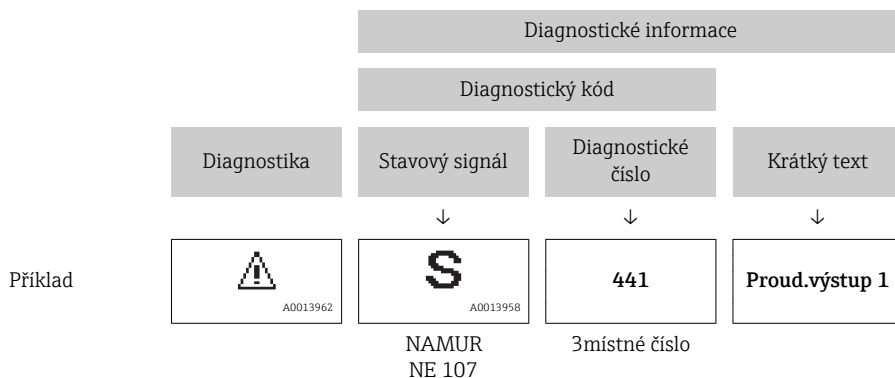 Diagnostické informace
Diagnostický kód
Diagnostika
Stavový signál
Diagnostické
číslo
Krátký text
↓ ↓ ↓
Příklad
A0013962
S
A0013958
441
Proud.výstup 1
NAMUR
NE 107
3místné číslo